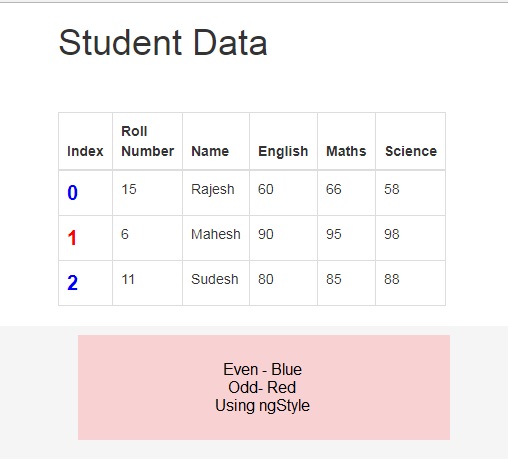 Student Data
Index Roll Number Name English Maths Science
0 15 Rajesh 60 66 58
1 6 Mahesh 90 95 98
2 11 Sudesh 80 85 88
Even - Blue
Odd- Red
Using ngStyle